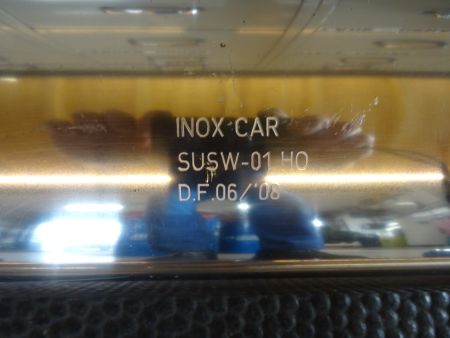 INOX CAR
SUSW-01 HO
D.F.06/'08